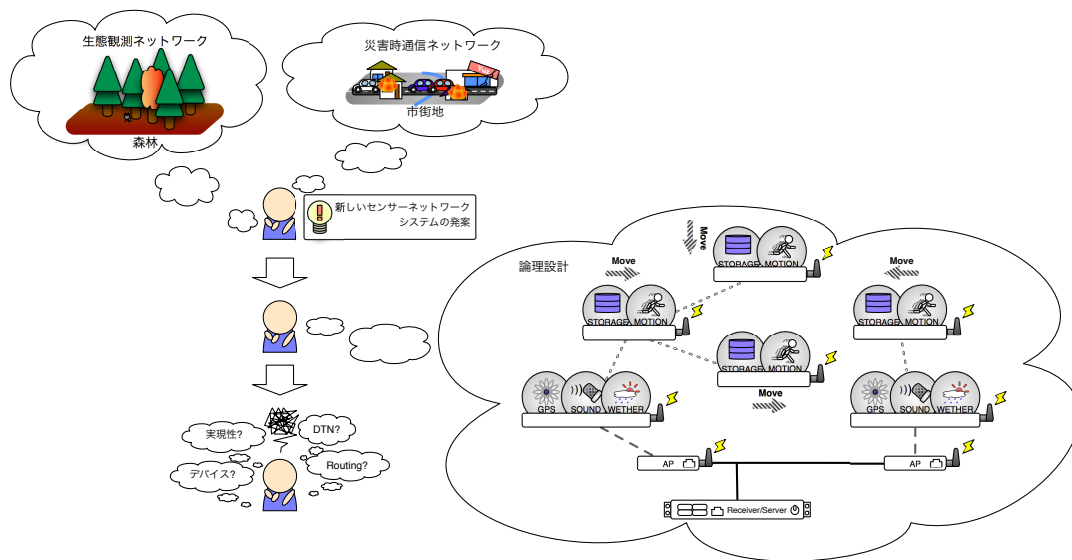 生態観測ネットワーク
森林
災害時通信ネットワーク
市街地
新しいセンサーネットワーク
システムの発案
実現性?
DTN?
デバイス?
Routing?
論理設計
Move
STORAGE
MOTION
Move
STORAGE
MOTION
Move
STORAGE
MOTION
STORAGE
MOTION
Move
GPS
SOUND
WETHER
GPS
SOUND
WETHER
AP
AP
Receiver/Server